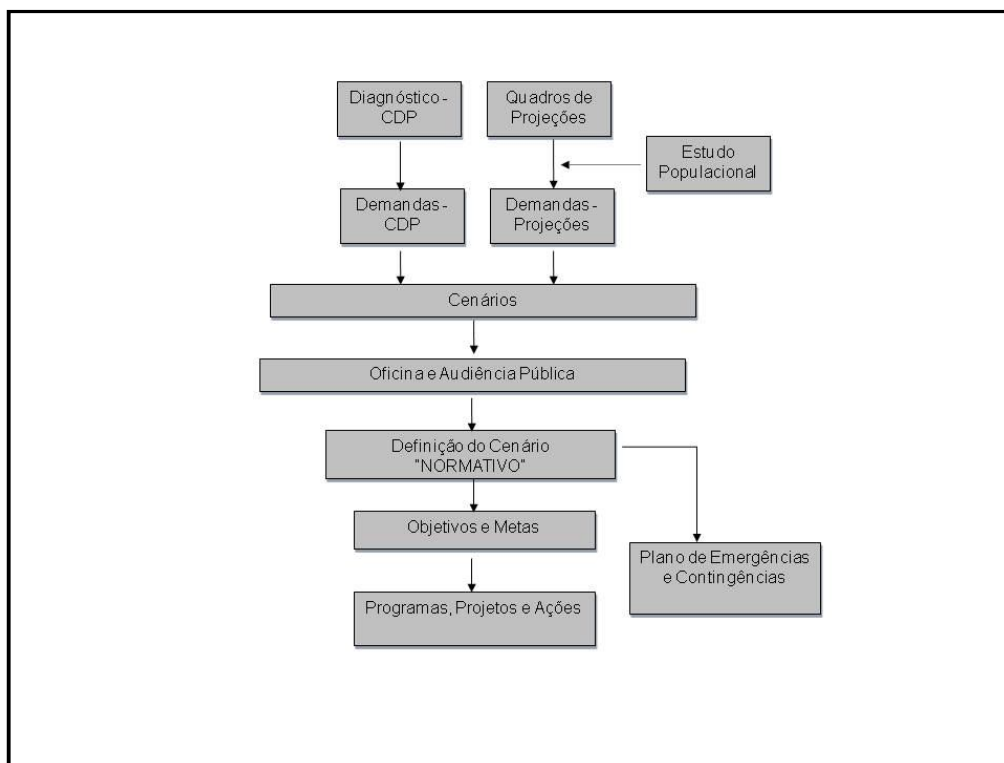 Diagnóstico -
CDP
Quadros de
Projeções
Estudo
Populacional
Demandas -
CDP
Demandas -
Projeções
Cenários
Oficina e Audiência Pública
Definição do Cenário
"NORMATIVO"
Objetivos e Metas
Plano de Emergências
e Contingências
Programas, Projetos e Ações